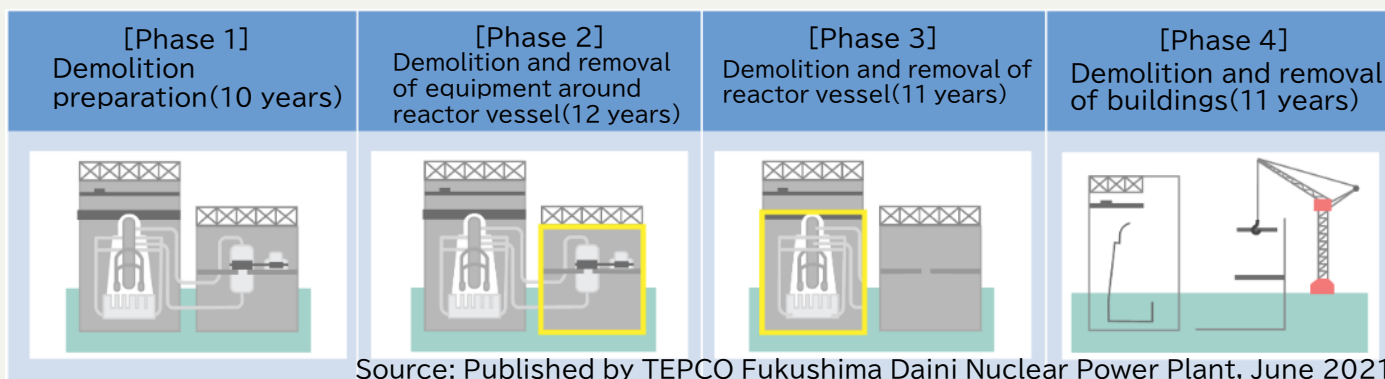 [Phase 1]
Demolition
preparation(10 years)
[Phase 2]
Demolition and removal
of equipment around
reactor vessel(12 years)
[Phase 3]
Demolition and removal of
reactor vessel(11 years)
[Phase 4]
Demolition and removal
of buildings(11 years)
Source: Published by TEPCO Fukushima Daini Nuclear Power Plant, June 2021